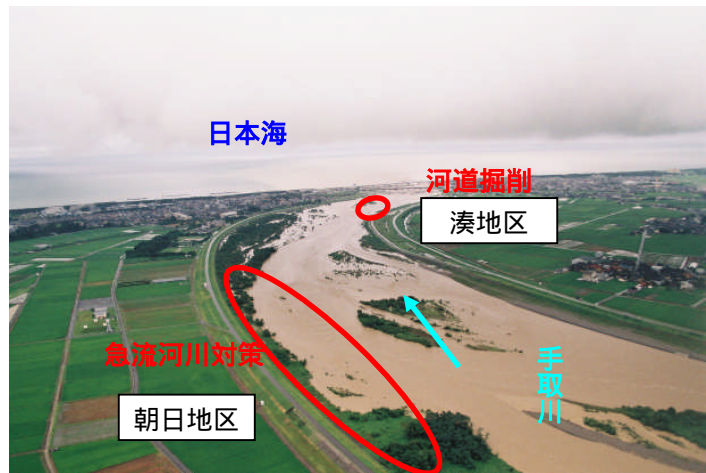 日本海
河道掘削
湊地区
急流河川対策
手取川
朝日地区